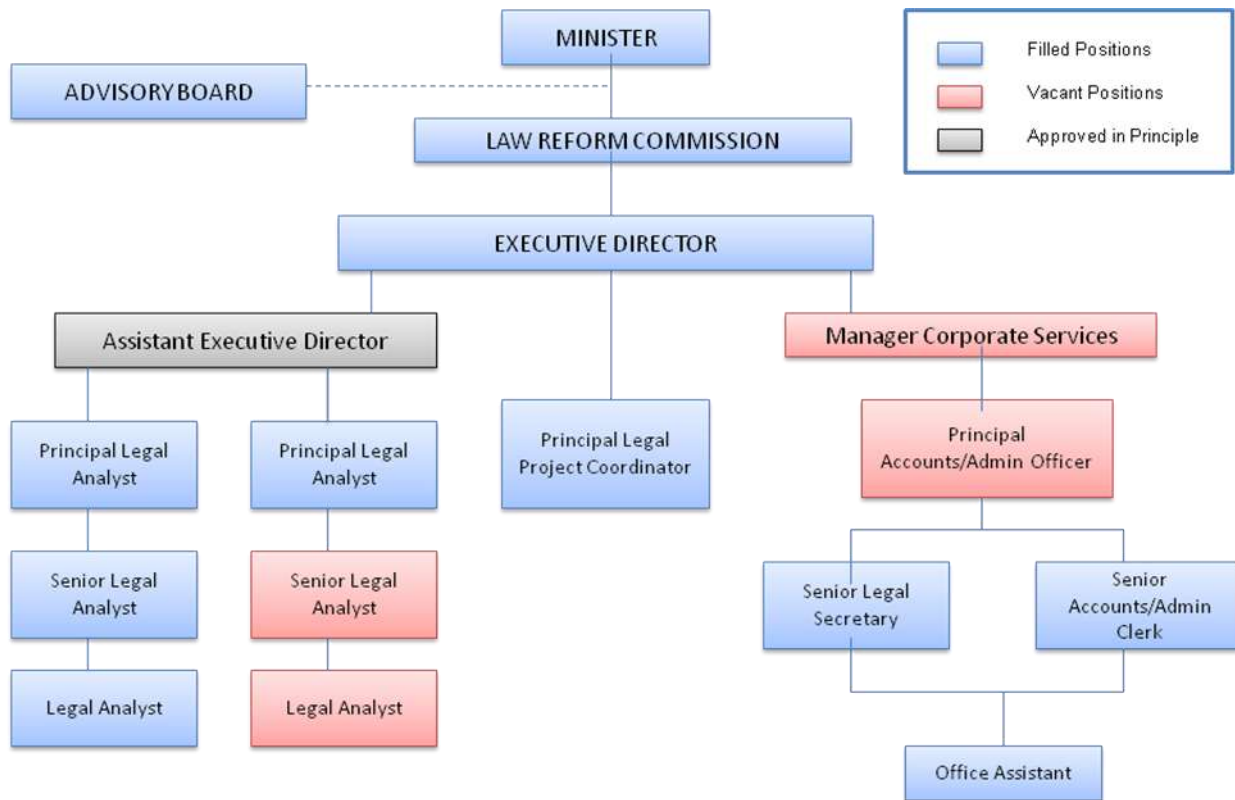 MINISTER
ADVISORY BOARD
LAW REFORM COMMISSION
EXECUTIVE DIRECTOR
Filled Positions
Vacant Positions
Approved in Principle
Assistant Executive Director
Manager Corporate Services
Principal Legal
Analyst
Principal Legal
Analyst
Principal Legal
Project Coordinator
Principal
Accounts/Admin Officer
Senior Legal
Analyst
Senior Legal
Analyst
Senior Legal
Secretary
Senior
Accounts/Admin
Clerk
Legal Analyst
Legal Analyst
Office Assistant